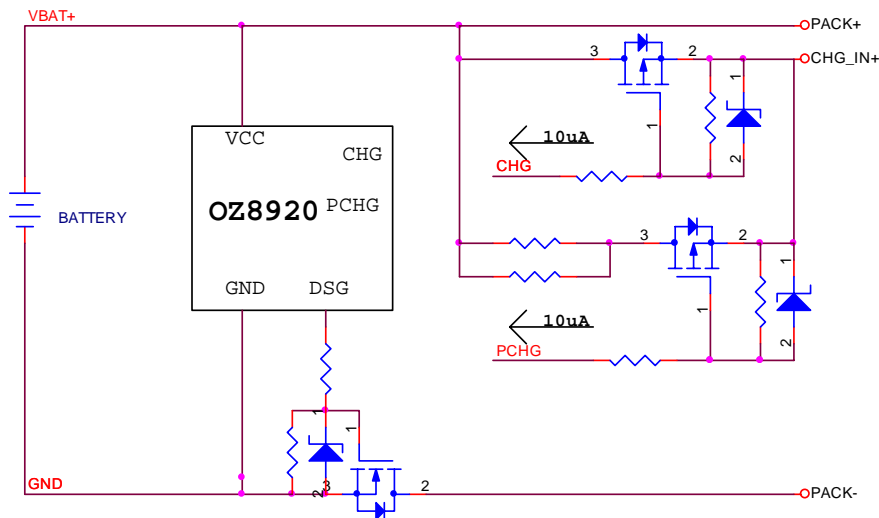 VBAT+
PACK+
3
2
CHG_IN+
1
1
2
10uA
CHG
VCC
CHG
OZ8920
PCHG
GND
DSG
BATTERY
3
2
1
1
2
10uA
PCHG
1
1
2
3
2
GND
PACK-